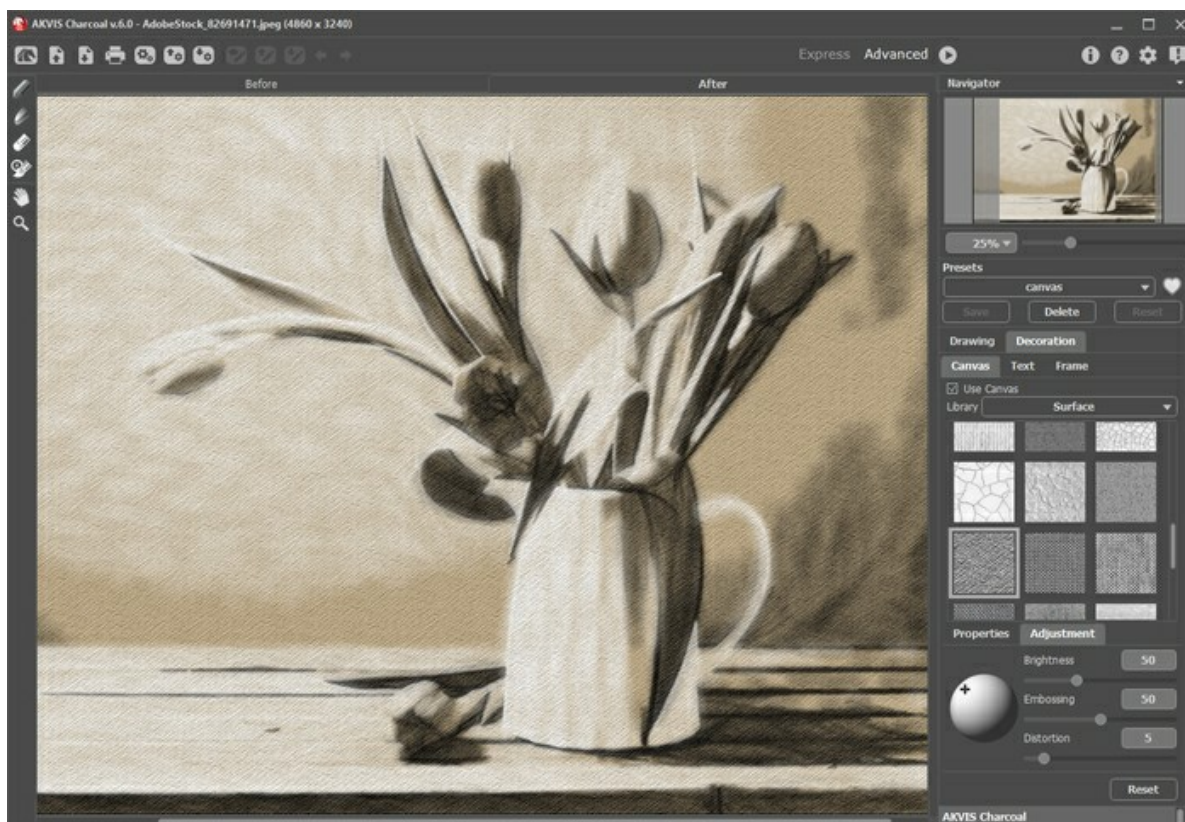 AKVIS Charcoal v.6.0 - AdobeStock_82691471.jpeg (4860 x 3240)
Express Advanced
Before After
Navigator
25%
Presets
canvas
Save Delete Reset
Drawing Decoration
Canvas Text Frame
Use Canvas
Library Surface
Properties Adjustment
Brightness 50
Embossing 50
Distortion 5
Reset
AKVIS Charcoal